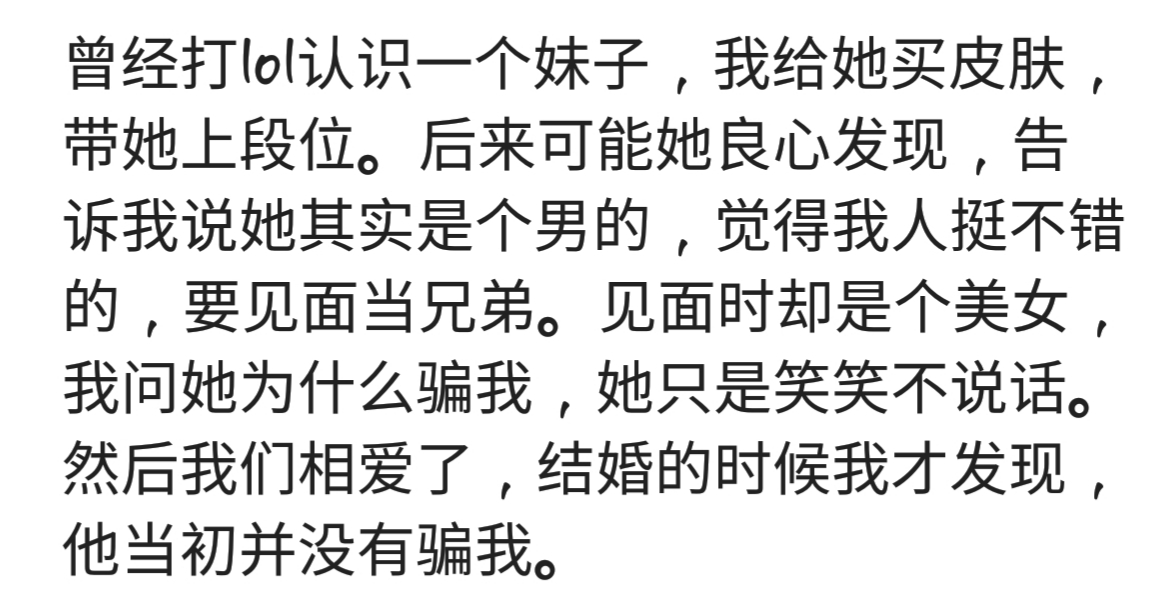 曾经打lol认识一个妹子，我给她买皮肤，
带她上段位。后来可能她良心发现，告
诉我说她其实是个男的，觉得我人挺不错
的，要见面当兄弟。见面时却是个美女，
我问她为什么骗我，她只是笑笑不说话。
然后我们相爱了，结婚的时候我才发现，
他当初并没有骗我。